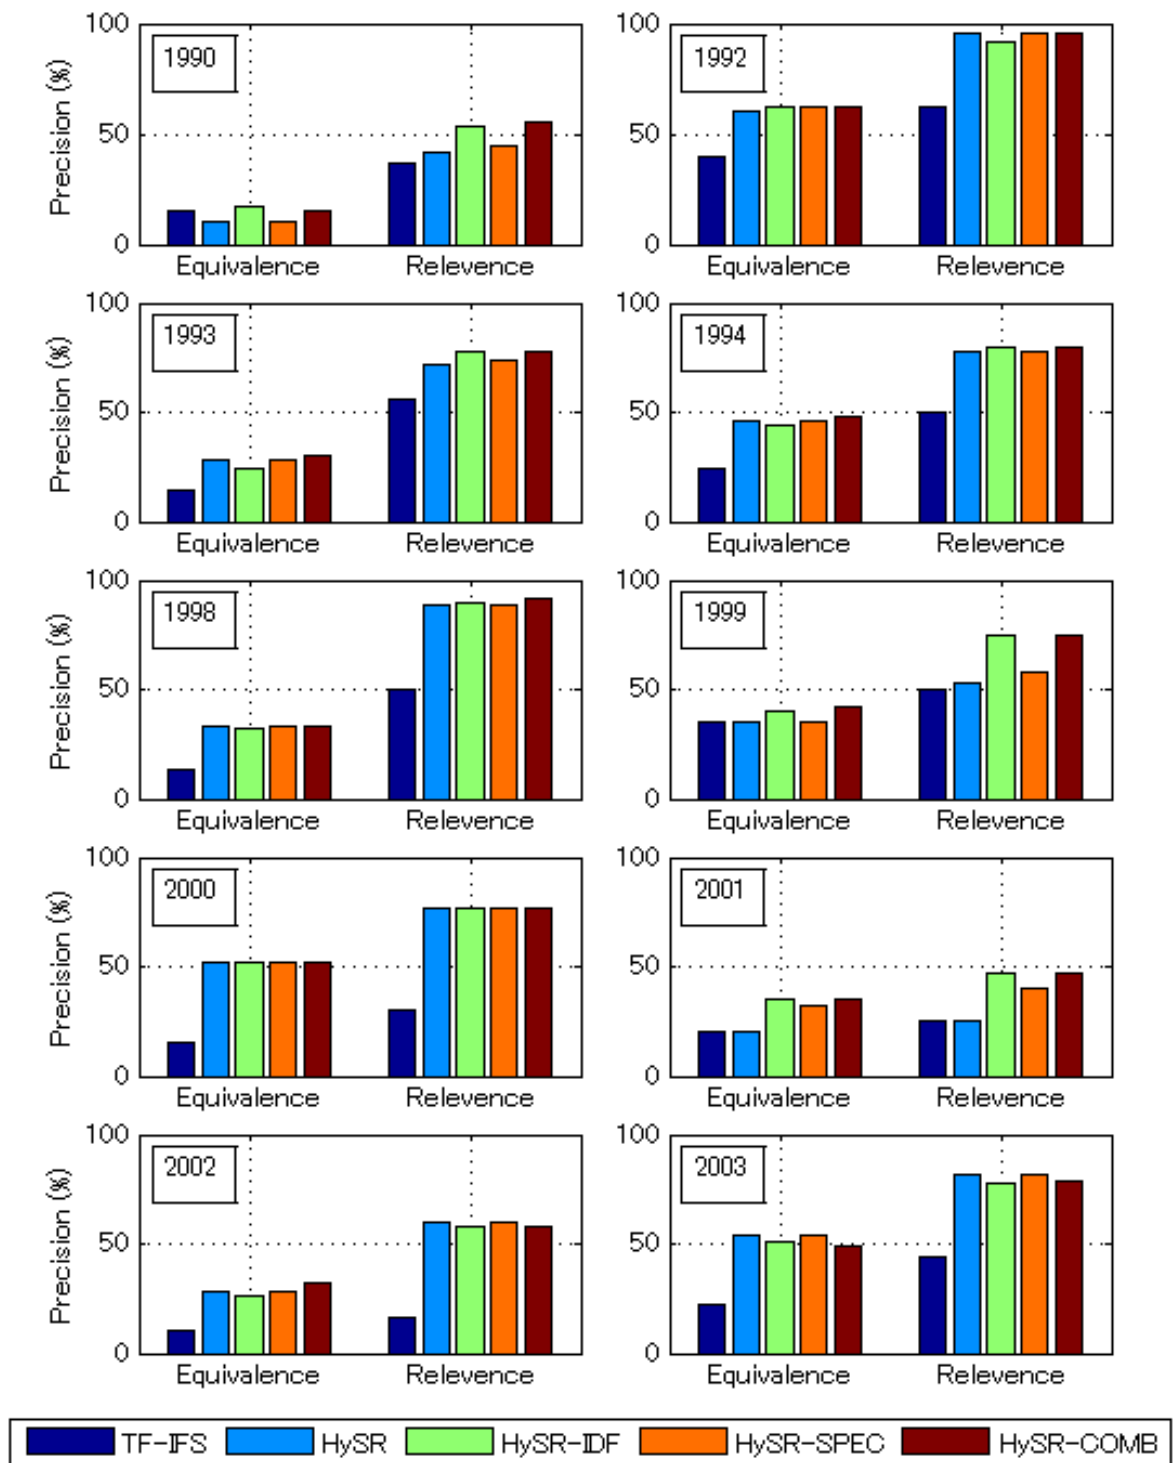 100
50
0
Precision (%)
1990
Equivalence Relevence
100
50
0
1992
Equivalence Relevence
100
50
0
Precision (%)
1993
Equivalence Relevence
100
50
0
1994
Equivalence Relevence
100
50
0
Precision (%)
1998
Equivalence Relevence
100
50
0
1999
Equivalence Relevence
100
50
0
Precision (%)
2000
Equivalence Relevence
100
50
0
2001
Equivalence Relevence
100
50
0
Precision (%)
2002
Equivalence Relevence
100
50
0
2003
Equivalence Relevence
TF-IFS HySR HySR-IDF HySR-SPEC HySR-COMB